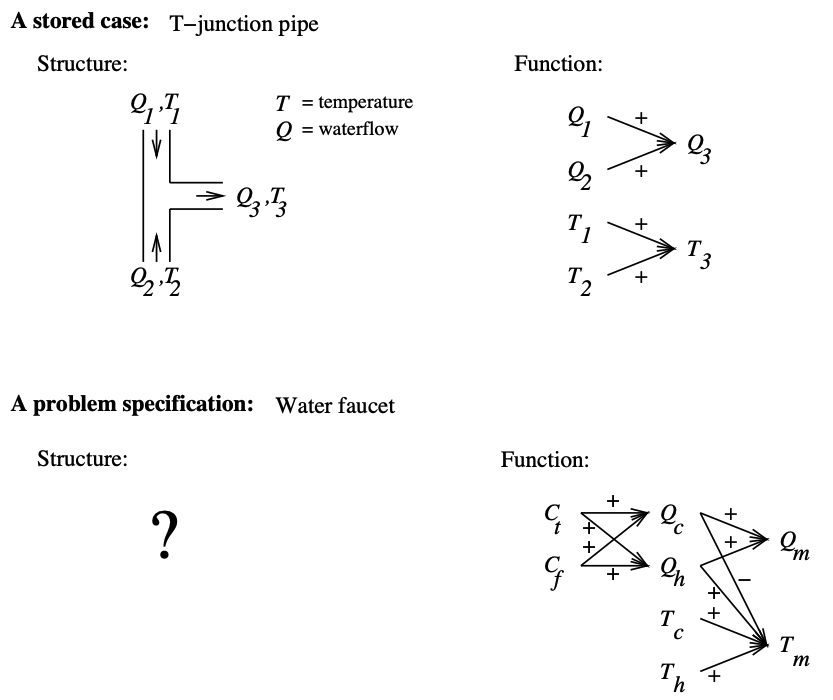 A stored case: T−junction pipe
Structure:
Function:
Q1,T1
T = temperature
Q = waterflow
Q3,T3
Q2,T2
Q1 +
Q3
Q2 +
T1 +
T3
T2 +
A problem specification: Water faucet
Structure:
Function:
?
Ct + Qc +
+ + Qm
+
Cf + Qh −
+
Tc + Tm
Th +